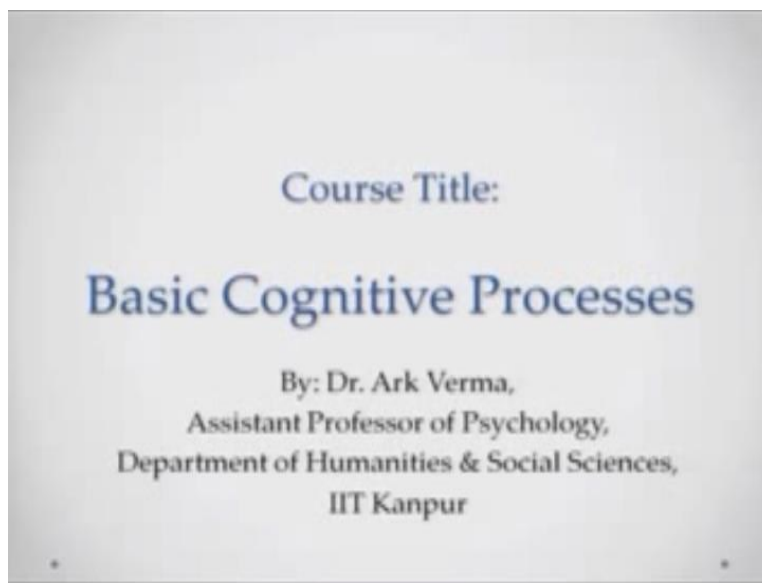 Course Title:
Basic Cognitive Processes
By: Dr. Ark Verma,
Assistant Professor of Psychology,
Department of Humanities & Social Sciences,
IIT Kanpur